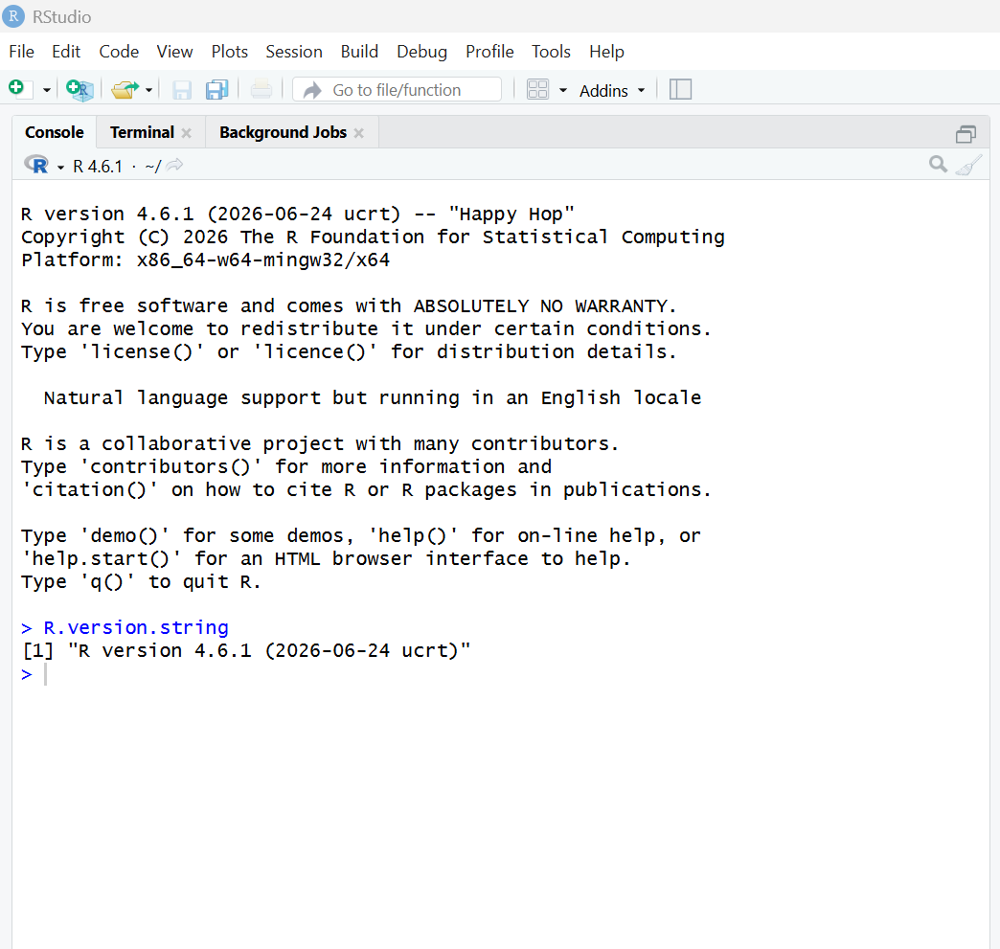 RStudio
File Edit Code View Plots Session Build Debug Profile Tools Help
Go to file/function Addins
Console Terminal Background Jobs
R 4.6.1 · ~/
R version 4.6.1 (2026-06-24 ucrt) -- "Happy Hop"
Copyright (C) 2026 The R Foundation for Statistical Computing
Platform: x86_64-w64-mingw32/x64
R is free software and comes with ABSOLUTELY NO WARRANTY.
You are welcome to redistribute it under certain conditions.
Type 'license()' or 'licence()' for distribution details.
Natural language support but running in an English locale
R is a collaborative project with many contributors.
Type 'contributors()' for more information and
'citation()' on how to cite R or R packages in publications.
Type 'demo()' for some demos, 'help()' for on-line help, or
'help.start()' for an HTML browser interface to help.
Type 'q()' to quit R.
> R.version.string
[1] "R version 4.6.1 (2026-06-24 ucrt)"
>